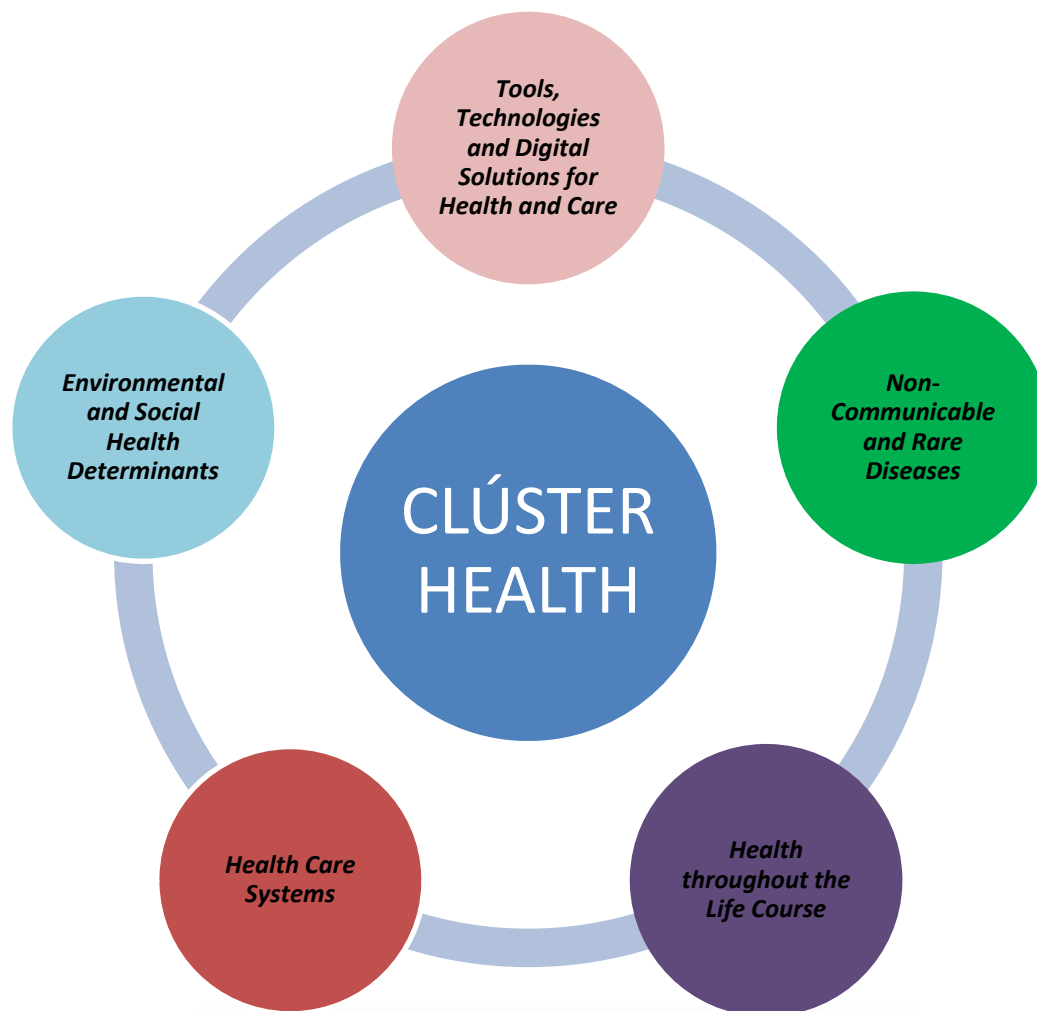 Tools,
Technologies
and Digital
Solutions for
Health and Care
Environmental
and Social
Health
Determinants
Non-
Communicable
and Rare
Diseases
CLÚSTER
HEALTH
Health Care
Systems
Health
throughout the
Life Course